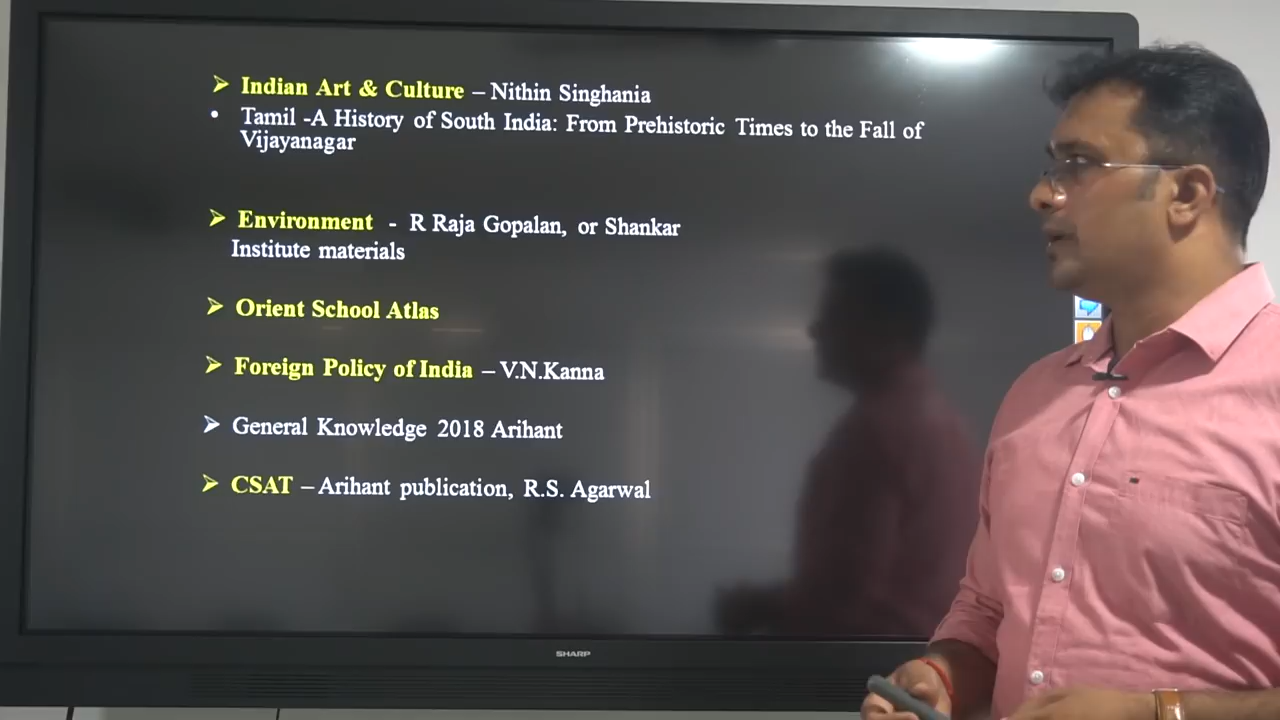 ➢ Indian Art & Culture – Nithin Singhania
• Tamil -A History of South India: From Prehistoric Times to the Fall of
Vijayanagar
➢ Environment - R Raja Gopalan, or Shankar
Institute materials
➢ Orient School Atlas
➢ Foreign Policy of India – V.N.Kanna
➢ General Knowledge 2018 Arihant
➢ CSAT – Arihant publication, R.S. Agarwal
SHARP